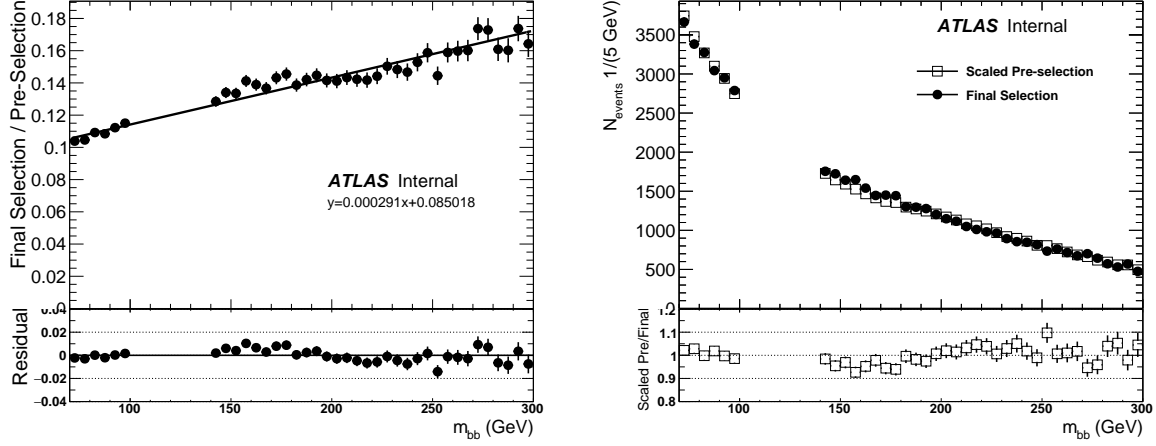 Final Selection / Pre-Selection
0.18
0.16
0.14
0.12
0.1
0.08
0.06
0.04
0.02
0
ATLAS Internal
y=0.000291x+0.085018
Residual
0.04
0.02
0
−0.02
−0.04
100 150 200 250 300
m_bb (GeV)
N_events 1/(5 GeV)
3500
3000
2500
2000
1500
1000
500
0
ATLAS Internal
Scaled Pre-selection
Final Selection
Scaled Pre/Final
1.2
1.1
1.0
0.9
0.8
100 150 200 250 300
m_bb (GeV)